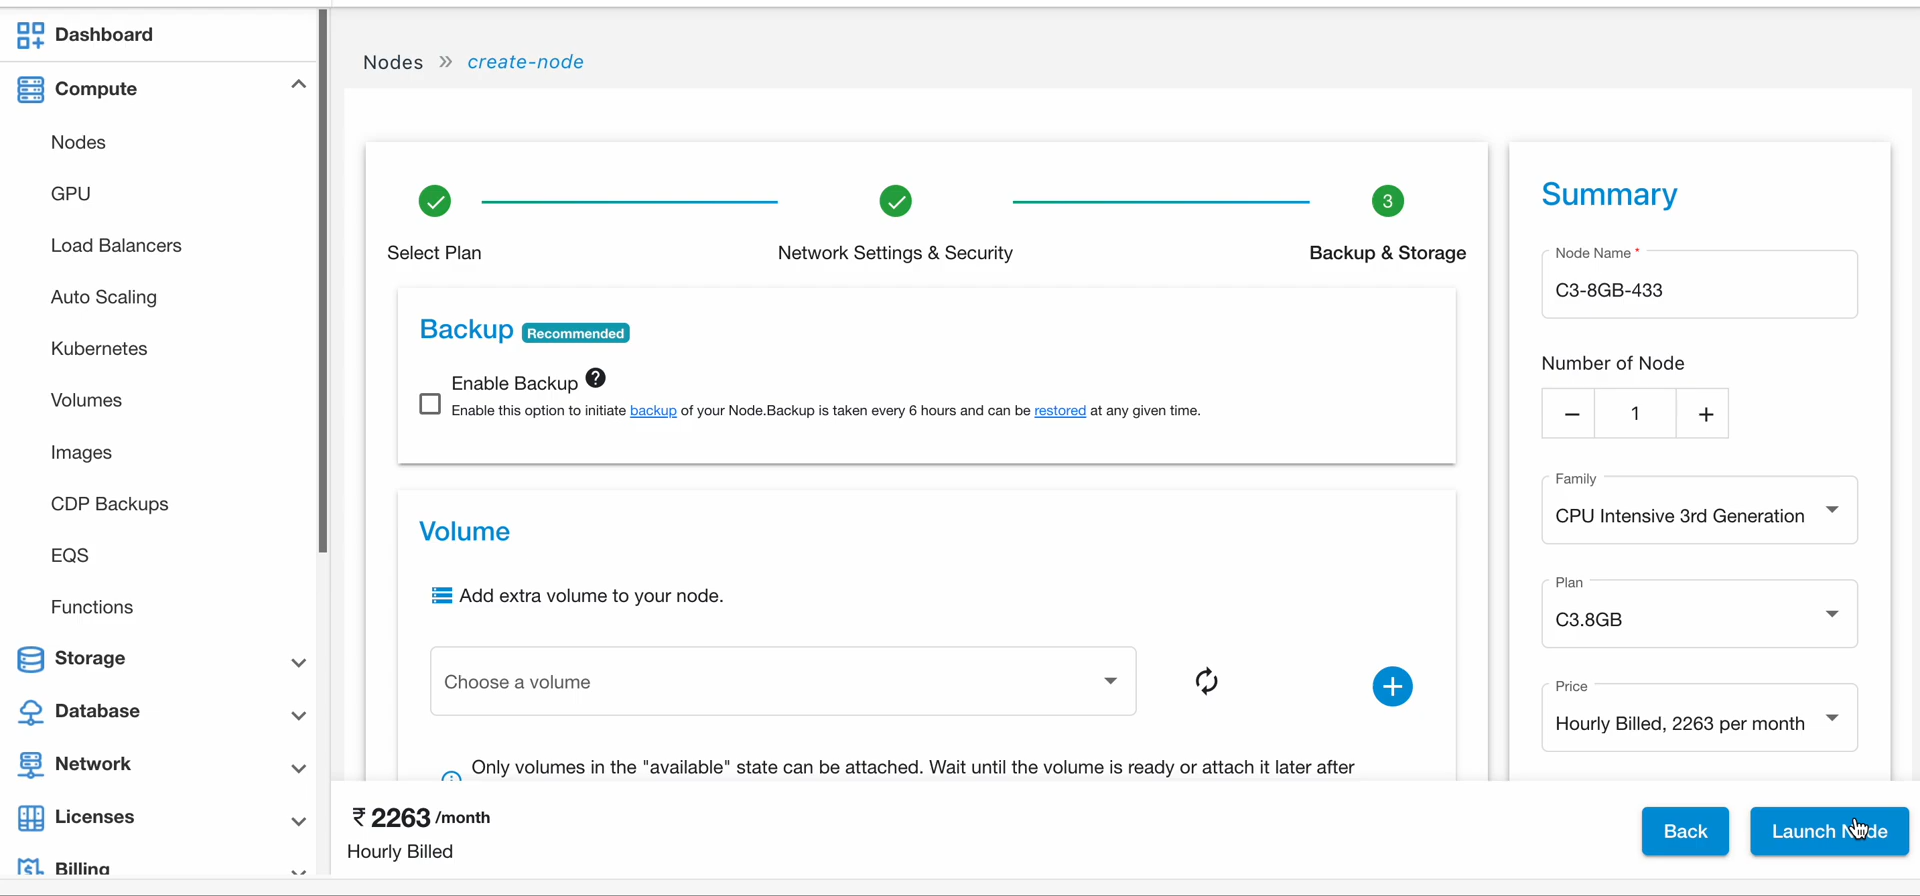 Dashboard
Compute
Nodes
GPU
Load Balancers
Auto Scaling
Kubernetes
Volumes
Images
CDP Backups
EQS
Functions
Storage
Database
Network
Licenses
Billing
Nodes » create-node
Select Plan
Network Settings & Security
3
Backup & Storage
Backup Recommended
Enable Backup ?
Enable this option to initiate backup of your Node.Backup is taken every 6 hours and can be restored at any given time.
Volume
Add extra volume to your node.
Choose a volume
+
Only volumes in the "available" state can be attached. Wait until the volume is ready or attach it later after
Summary
Node Name *
C3-8GB-433
Number of Node
− 1 +
Family
CPU Intensive 3rd Generation
Plan
C3.8GB
Price
Hourly Billed, 2263 per month
₹ 2263 /month
Hourly Billed
Back
Launch Node